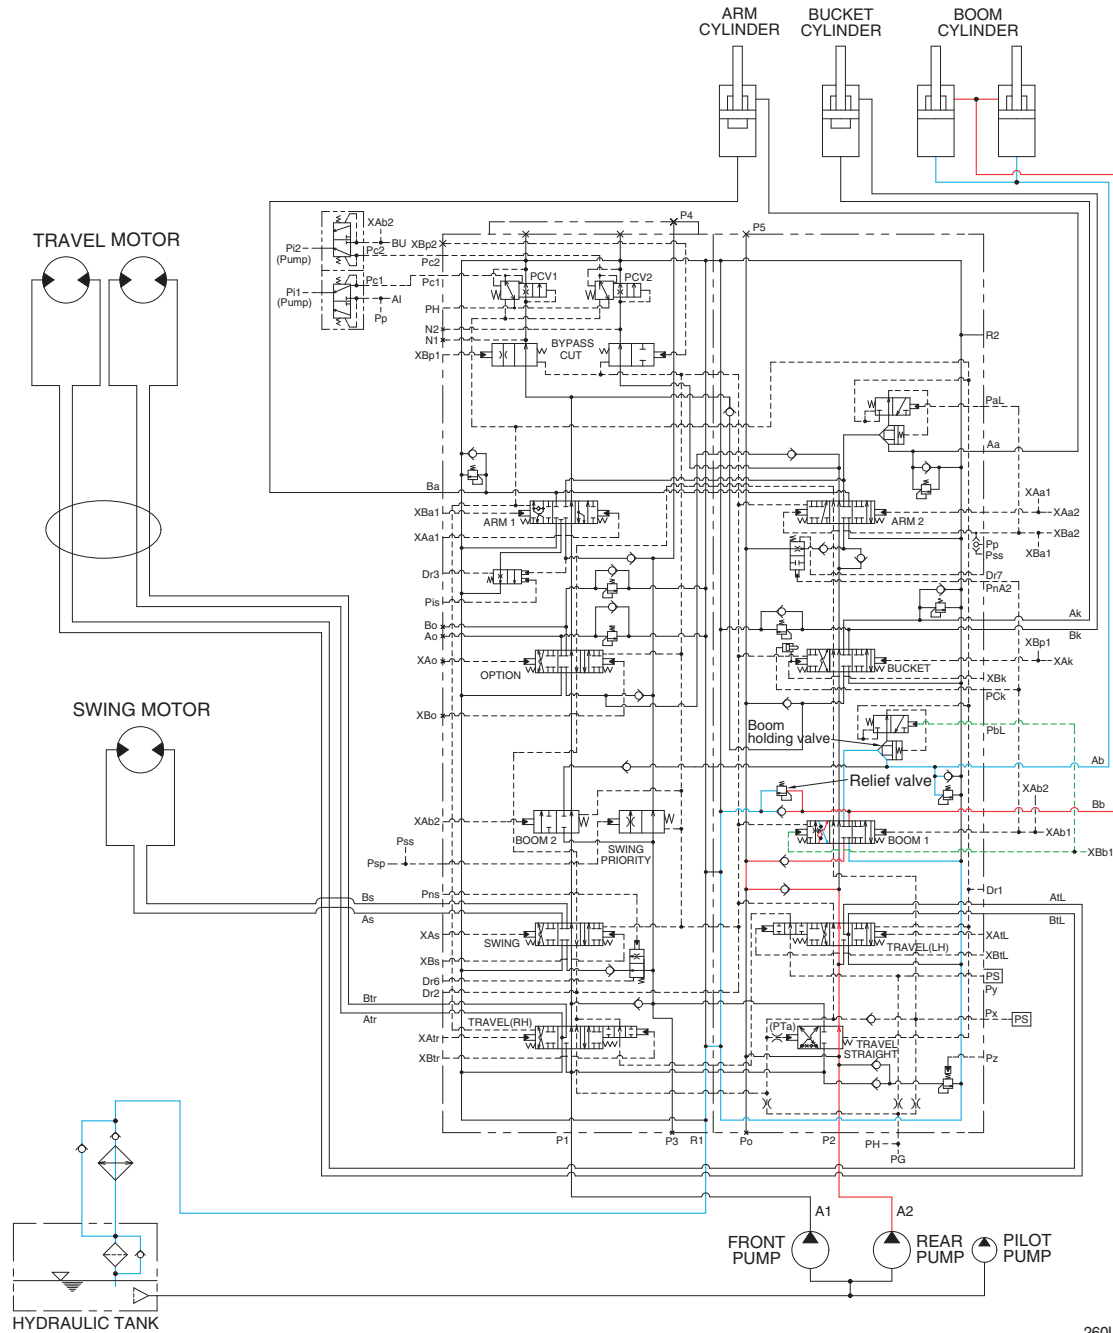 ARM
CYLINDER
BUCKET
CYLINDER
BOOM
CYLINDER
TRAVEL MOTOR
XAb2
BU
XBp2
Pi2
(Pump)
Pc2
Pc2
Pi1
(Pump)
Pc1
Pc1
AI
Pp
P4
P5
PCV1
PCV2
PH
N2
N1
XBp1
BYPASS
CUT
R2
PaL
Aa
Ba
XBa1
ARM 1
XAa1
ARM 2
XAa1
XAa2
XBa2
Pp
Pss
XBa1
Dr3
Dr7
Pis
PnA2
Bo
Ao
Ak
Bk
XBp1
XAo
OPTION
BUCKET
XAk
XBk
PCk
XBo
SWING MOTOR
Boom
holding valve
PbL
Ab
Relief valve
XAb2
Bb
XAb2
BOOM 2
SWING
PRIORITY
BOOM 1
XAb1
XBb1
Pss
Psp
Pns
Dr1
Bs
AtL
As
BtL
XAs
SWING
TRAVEL(LH)
XAtL
XBs
XBtL
Dr6
PS
Dr2
Py
Btr
Atr
TRAVEL(RH)
(PTa)
Px
PS
XAtr
TRAVEL
STRAIGHT
XBtr
Pz
P1
P3
R1
Po
P2
PH
PG
A1
A2
FRONT
PUMP
REAR
PUMP
PILOT
PUMP
HYDRAULIC TANK